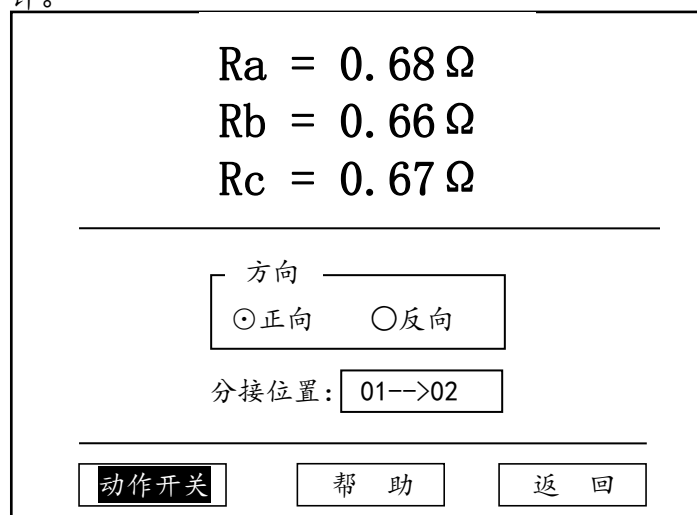 计。
Ra = 0.68Ω
Rb = 0.66Ω
Rc = 0.67Ω
方向
⊙正向 ○反向
分接位置: 01-->02
动作开关 帮 助 返 回